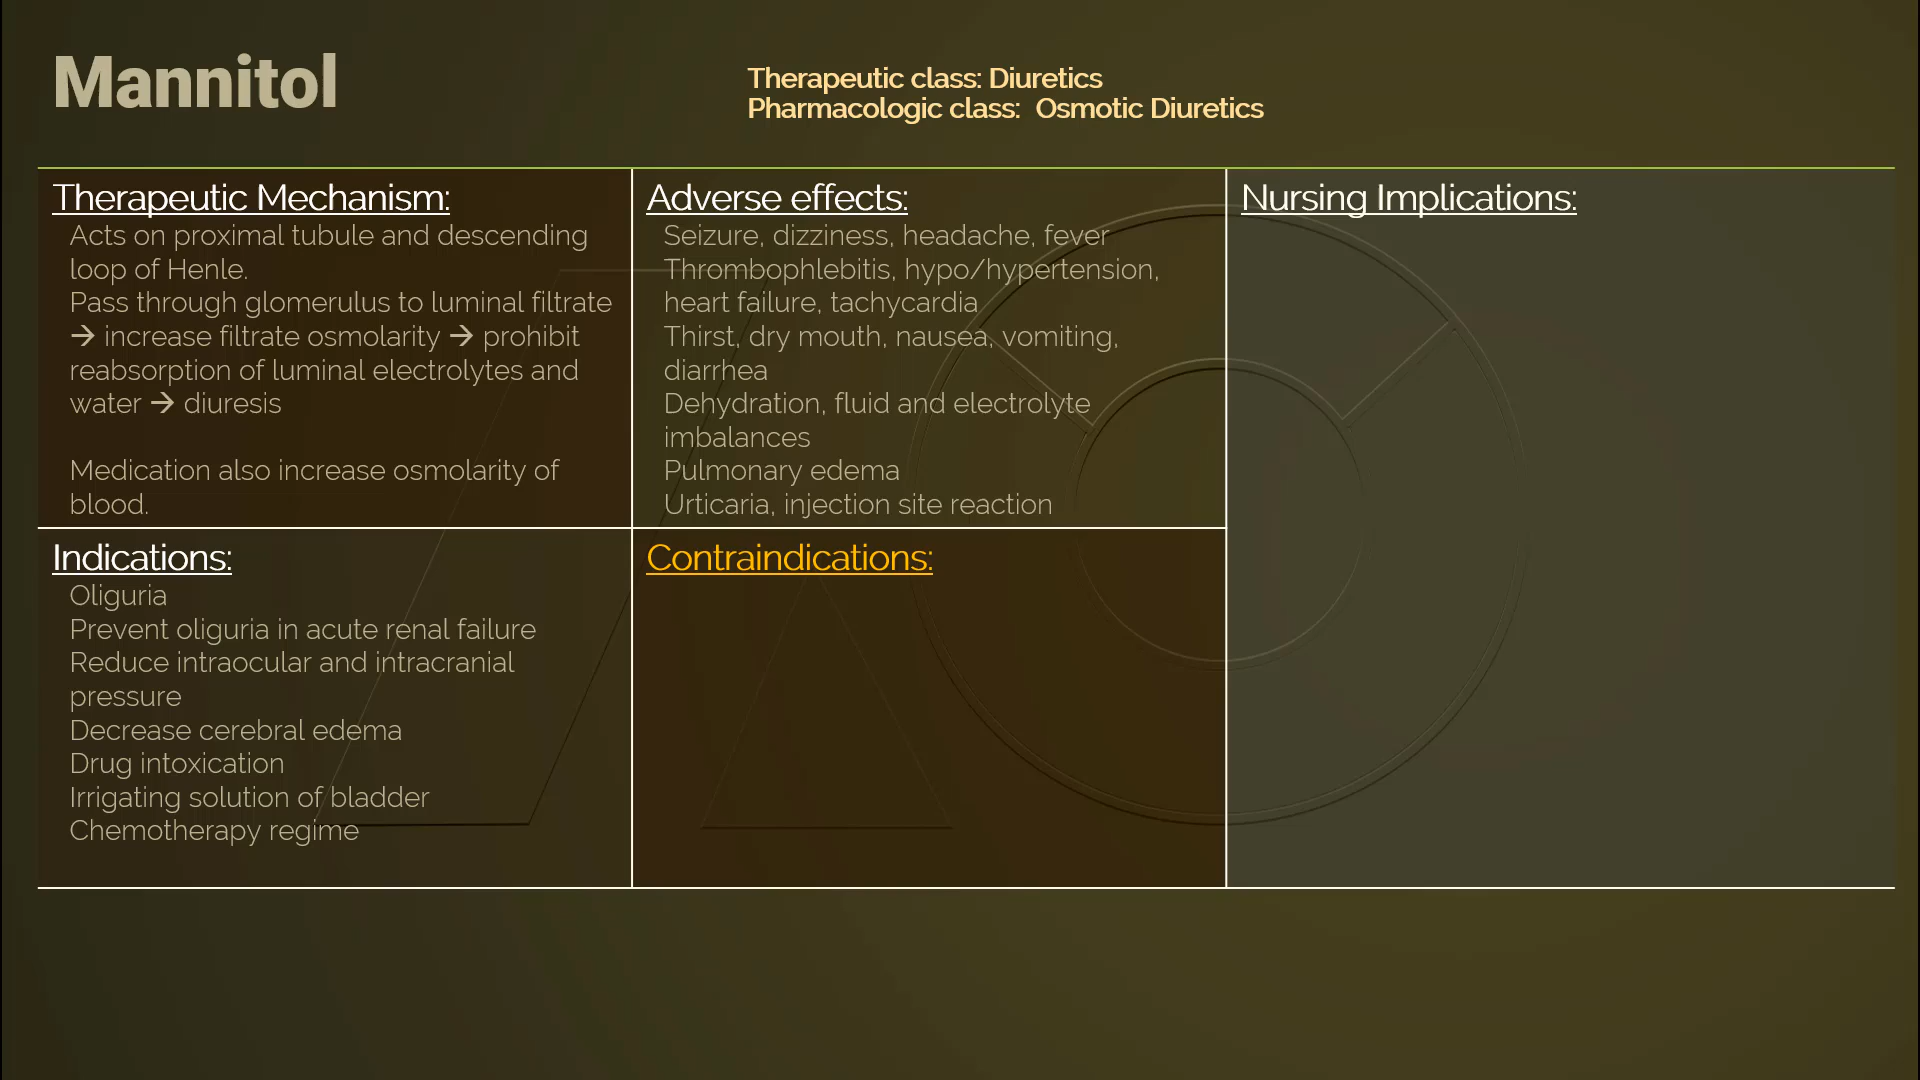 Mannitol
Therapeutic class: Diuretics
Pharmacologic class: Osmotic Diuretics
Therapeutic Mechanism:
Acts on proximal tubule and descending
loop of Henle.
Pass through glomerulus to luminal filtrate
→ increase filtrate osmolarity → prohibit
reabsorption of luminal electrolytes and
water → diuresis
Medication also increase osmolarity of
blood.
Adverse effects:
Seizure, dizziness, headache, fever
Thrombophlebitis, hypo/hypertension,
heart failure, tachycardia
Thirst, dry mouth, nausea, vomiting,
diarrhea
Dehydration, fluid and electrolyte
imbalances
Pulmonary edema
Urticaria, injection site reaction
Nursing Implications:
Indications:
Oliguria
Prevent oliguria in acute renal failure
Reduce intraocular and intracranial
pressure
Decrease cerebral edema
Drug intoxication
Irrigating solution of bladder
Chemotherapy regime
Contraindications: